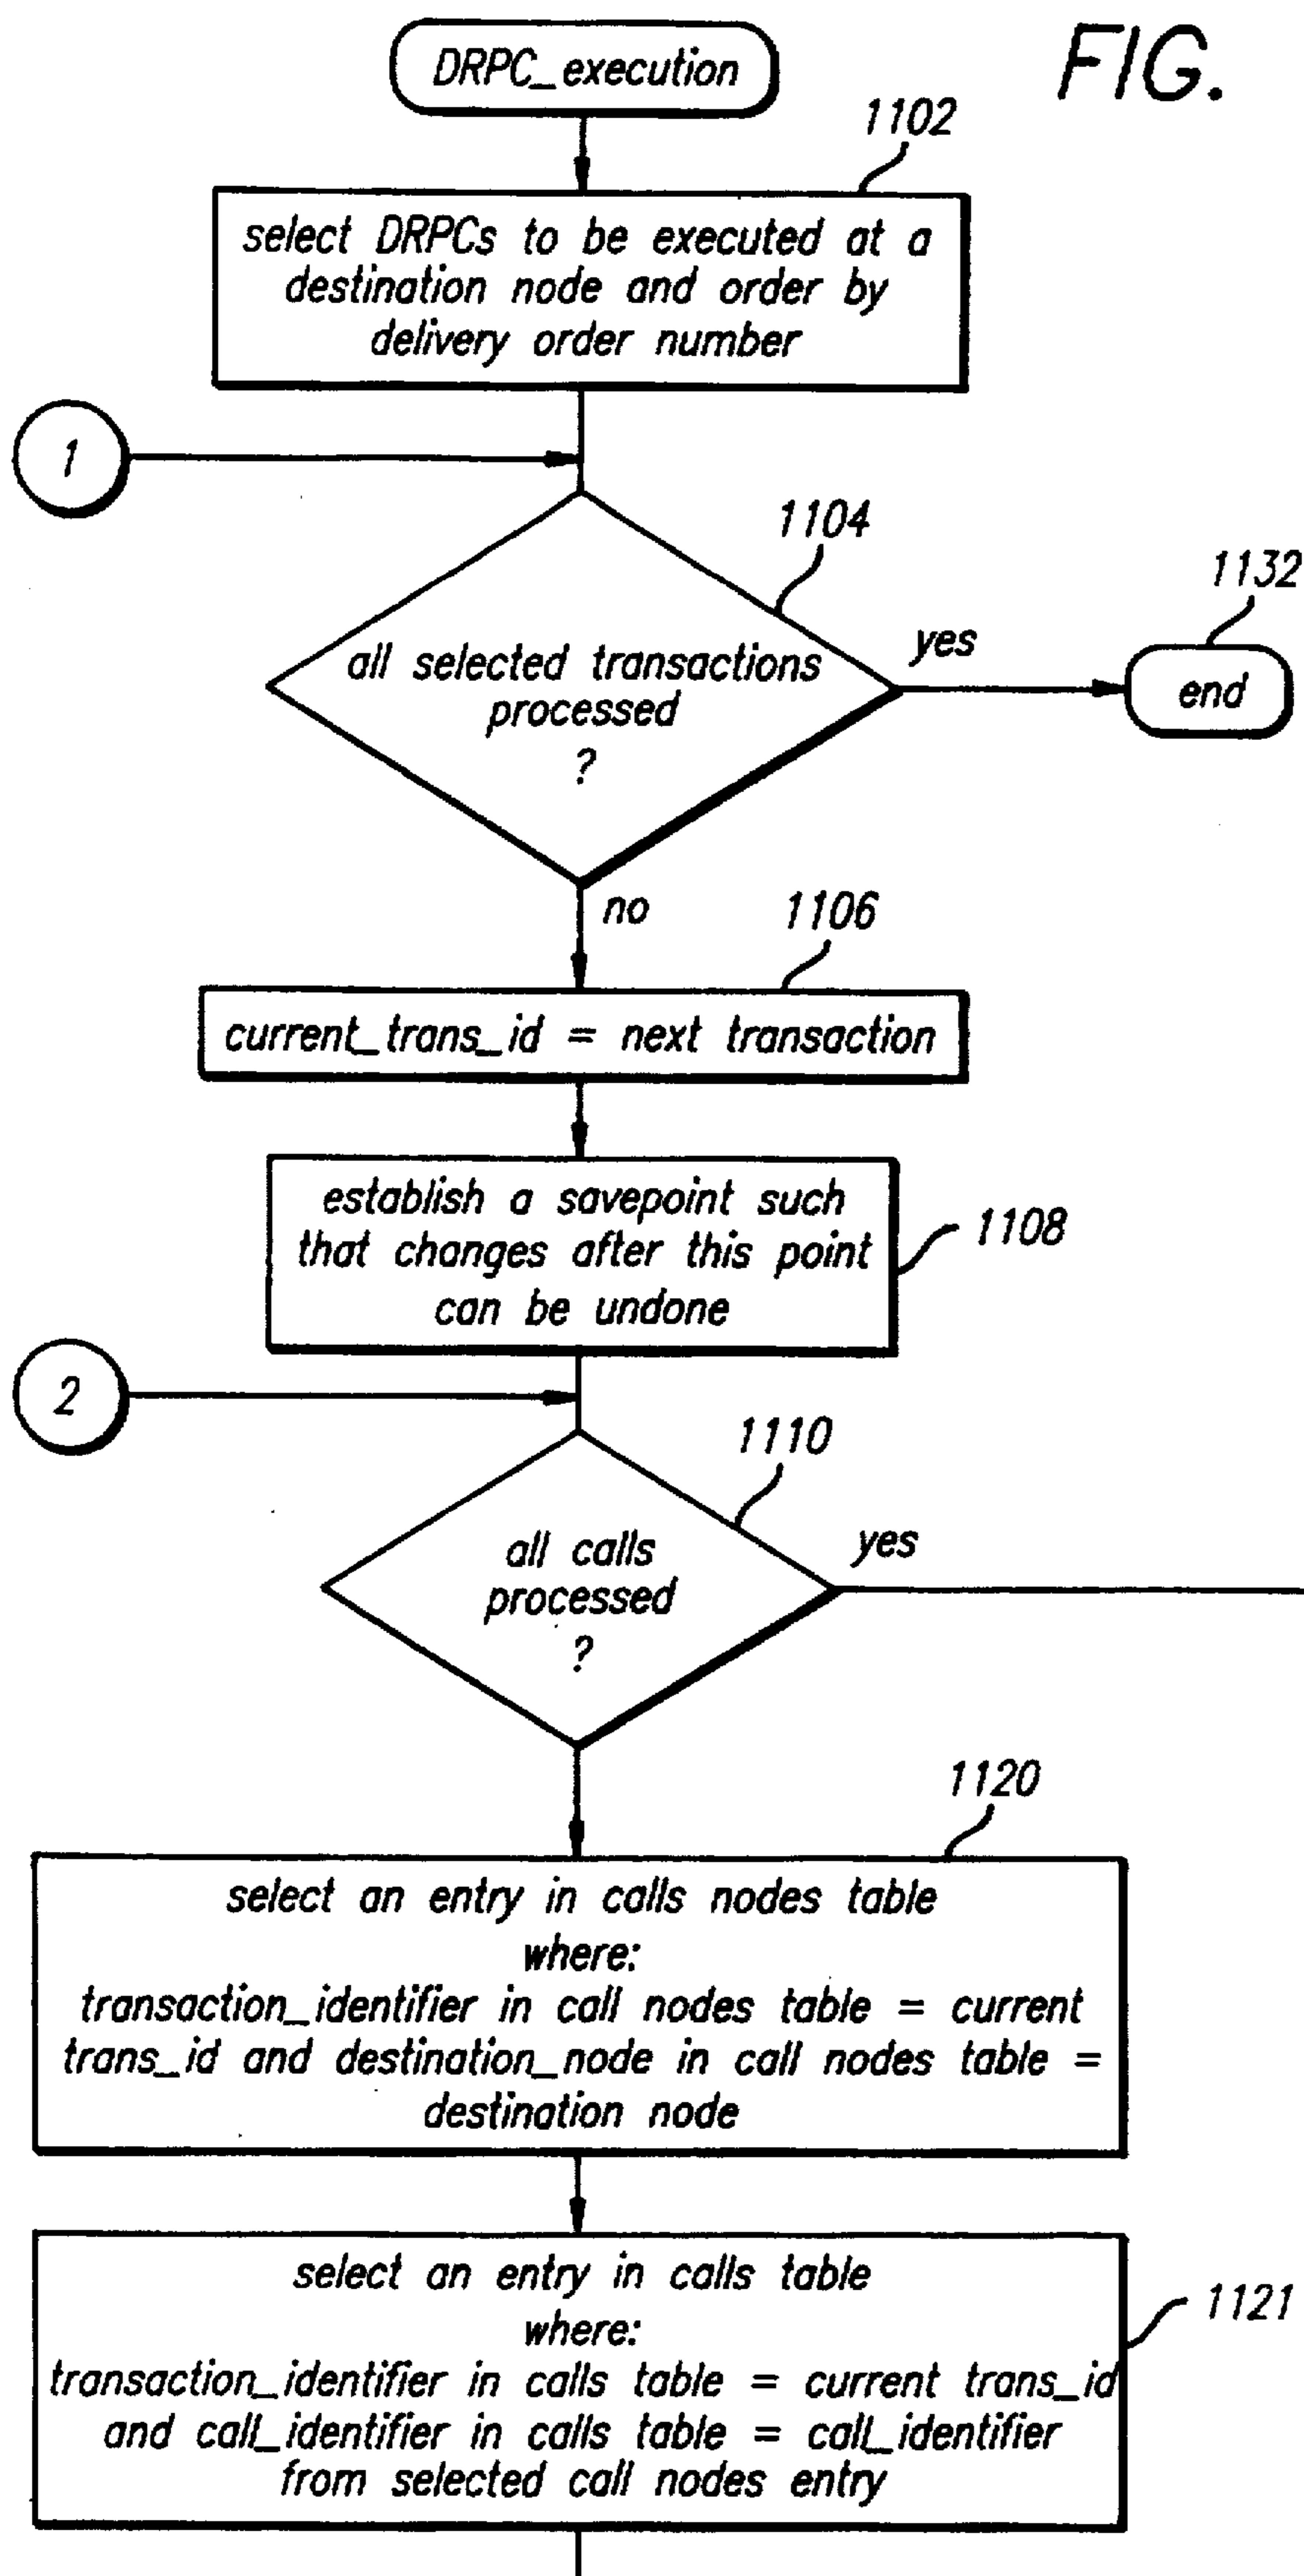 FIG.
DRPC_execution
1102
select DRPCs to be executed at a
destination node and order by
delivery order number
1
1104
all selected transactions
processed
?
yes
1132
end
no
1106
current_trans_id = next transaction
establish a savepoint such
that changes after this point
can be undone
1108
2
1110
all calls
processed
?
yes
1120
select an entry in calls nodes table
where:
transaction_identifier in call nodes table = current
trans_id and destination_node in call nodes table =
destination node
select an entry in calls table
where:
transaction_identifier in calls table = current trans_id
and call_identifier in calls table = call_identifier
from selected call nodes entry
1121